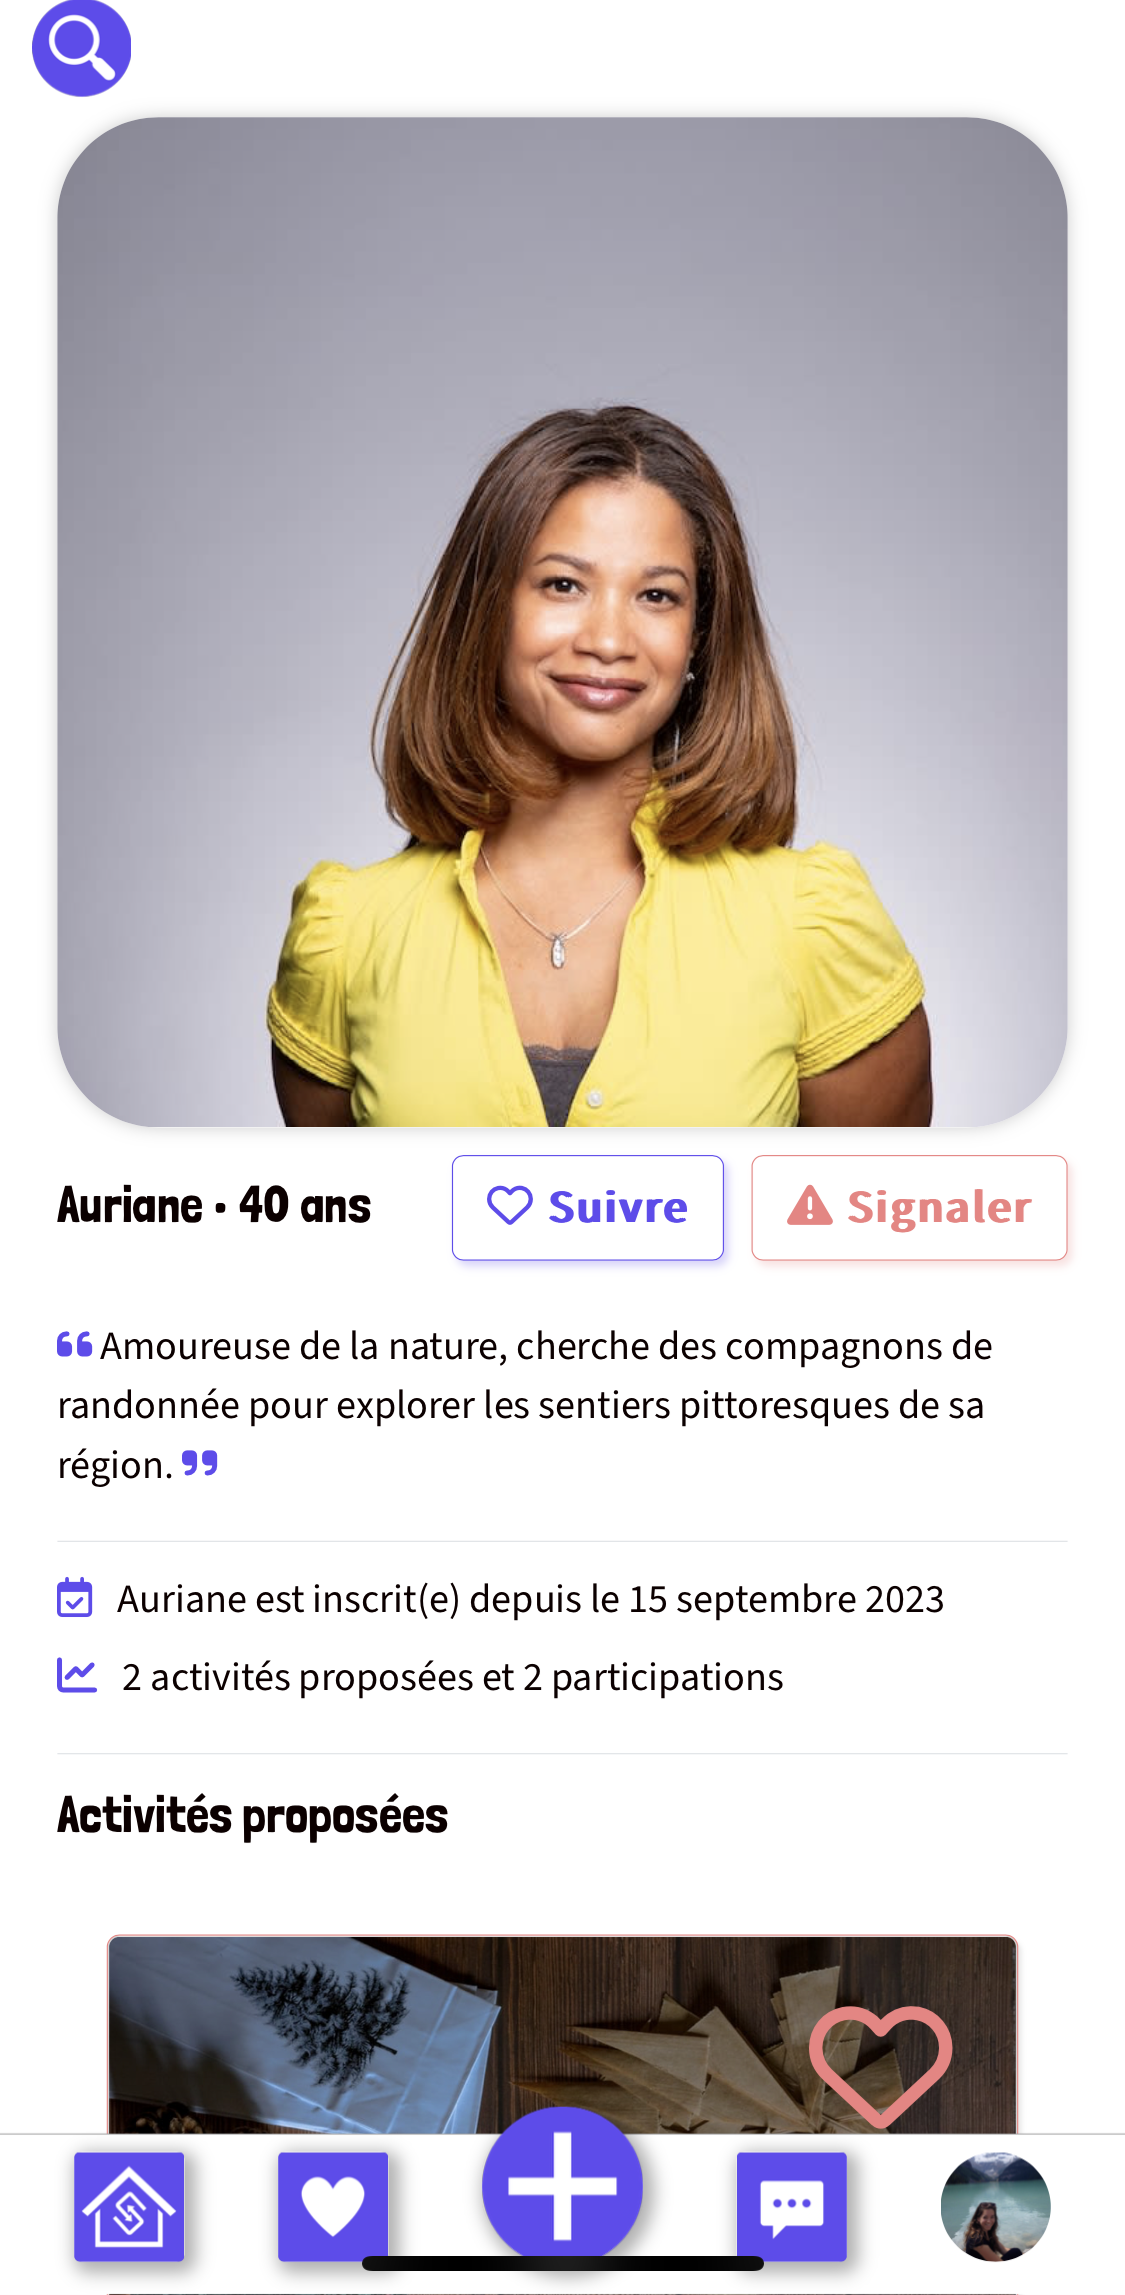 Auriane · 40 ans
Suivre
Signaler
“ Amoureuse de la nature, cherche des compagnons de
randonnée pour explorer les sentiers pittoresques de sa
région. ”
Auriane est inscrit(e) depuis le 15 septembre 2023
2 activités proposées et 2 participations
Activités proposées